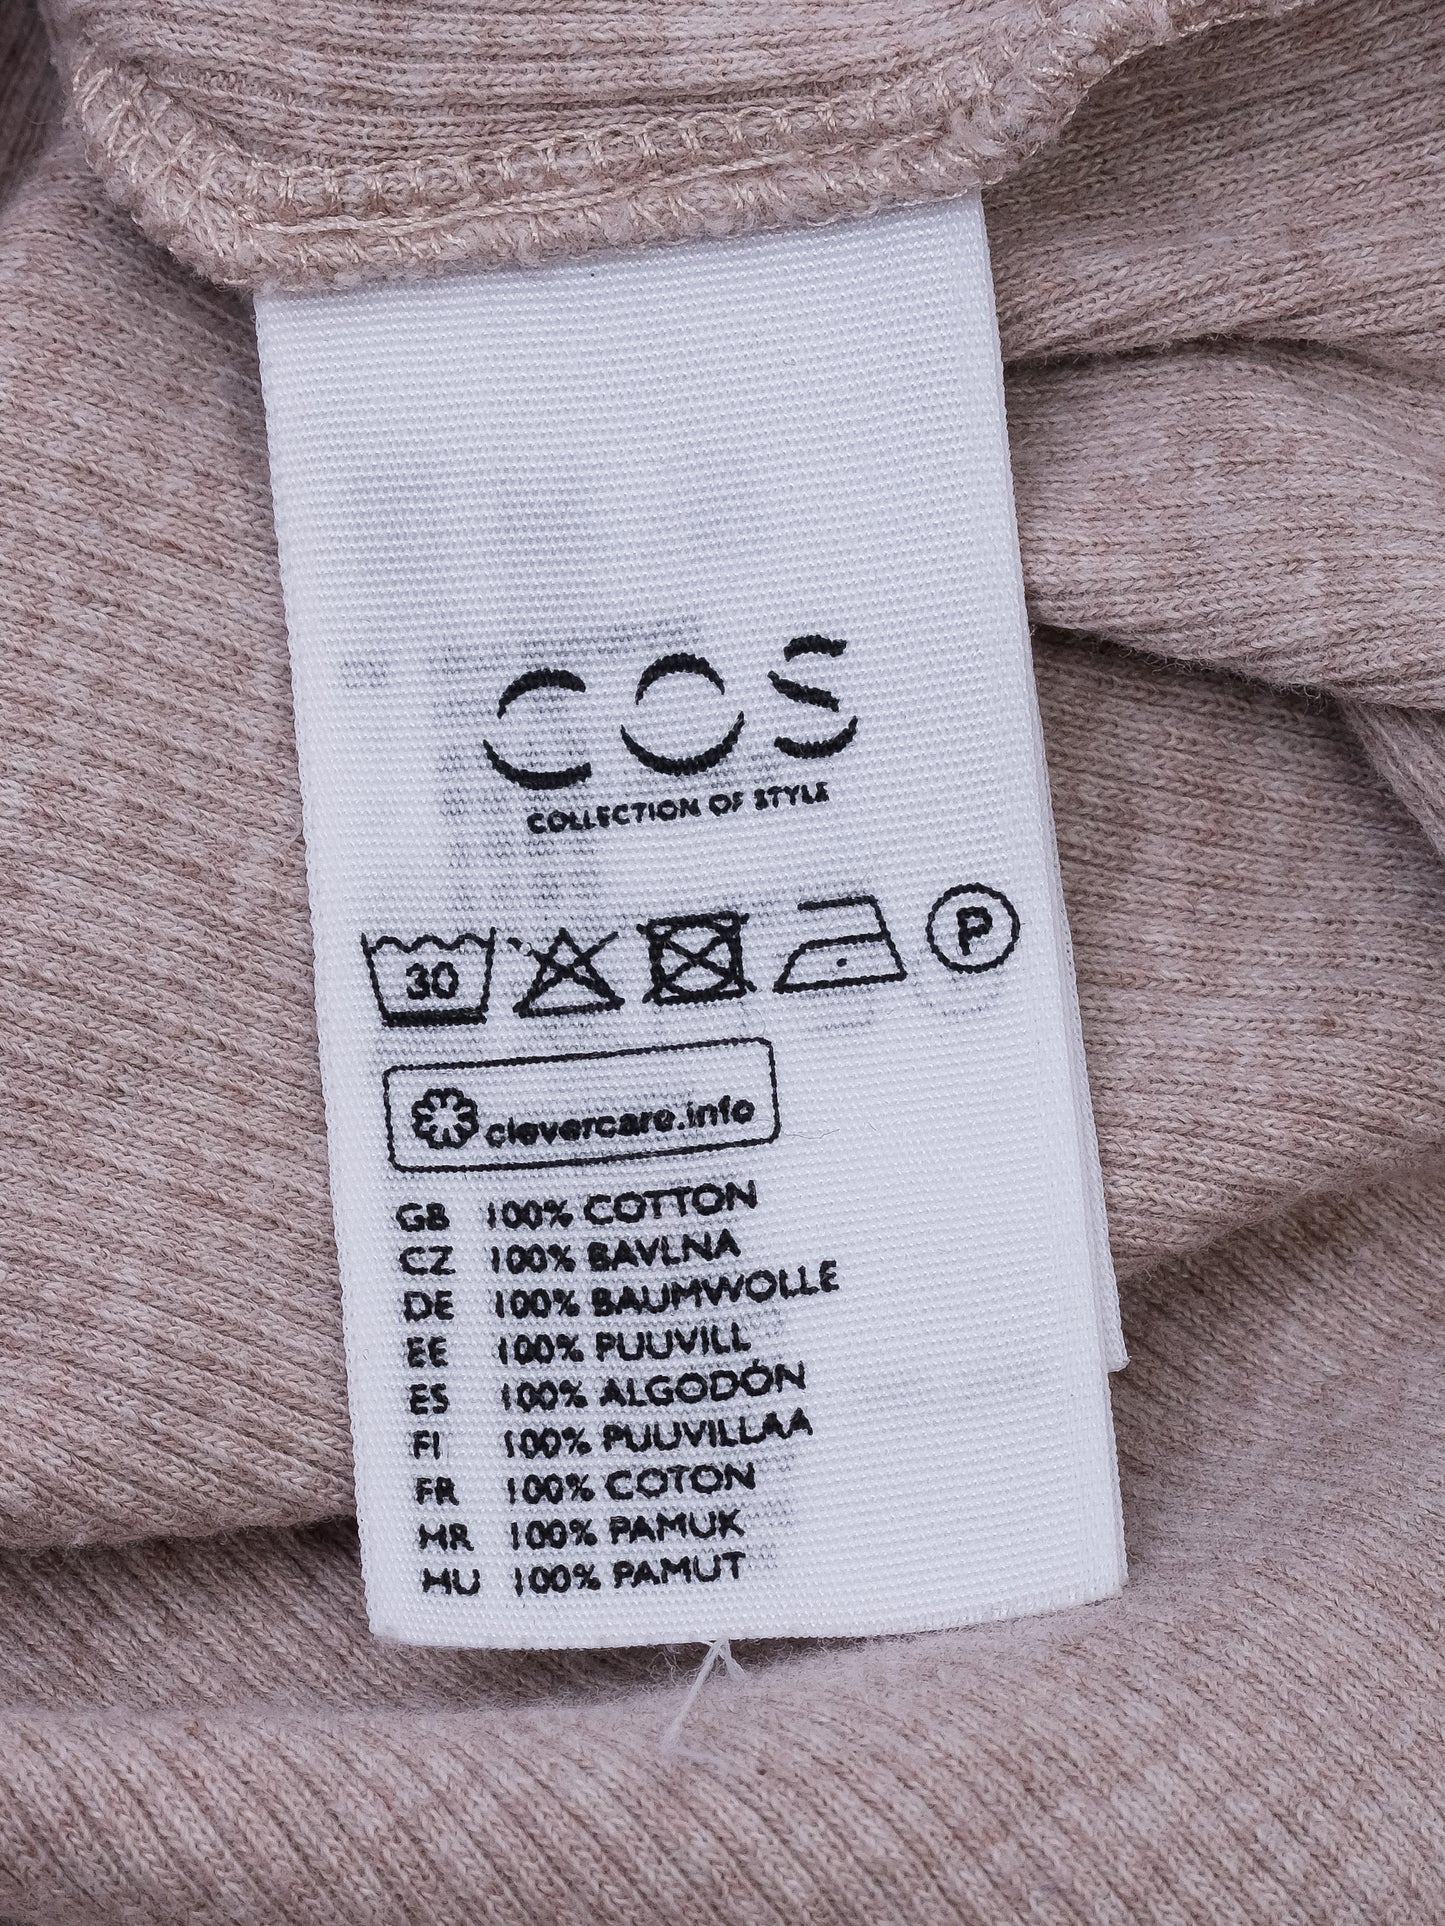 COS
COLLECTION OF STYLE
30 P
clevercare.info
GB 100% COTTON
CZ 100% BAVLNA
DE 100% BAUMWOLLE
EE 100% PUUVILL
ES 100% ALGODÓN
FI 100% PUUVILLAA
FR 100% COTON
HR 100% PAMUK
HU 100% PAMUT